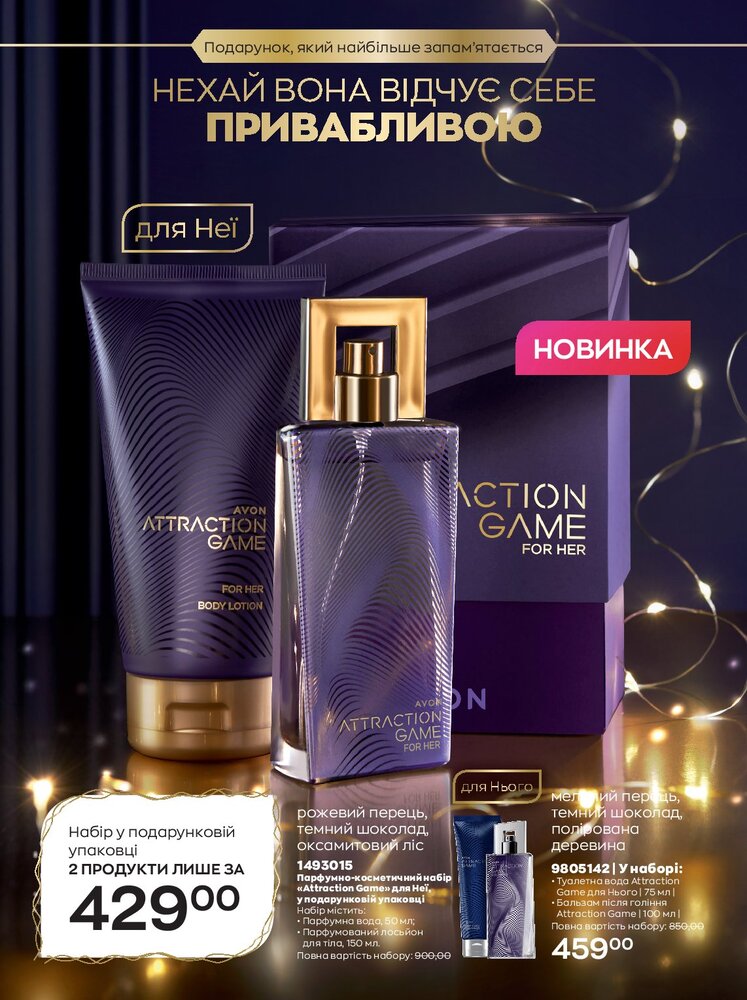 Подарунок, який найбільше запам’ятається
НЕХАЙ ВОНА ВІДЧУЄ СЕБЕ
ПРИВАБЛИВОЮ
для Неї
НОВИНКА
AVON
ATTRACTION
GAME
FOR HER
BODY LOTION
ACTION
GAME
FOR HER
ON
AVON
ATTRACTION
GAME
FOR HER
Набір у подарунковій
упаковці
2 ПРОДУКТИ ЛИШЕ ЗА
429⁰⁰
рожевий перець,
темний шоколад,
оксамитовий ліс
1493015
Парфумно-косметичний набір
«Attraction Game» для Неї,
у подарунковій упаковці
Набір містить:
• Парфумна вода, 50 мл;
• Парфумований лосьйон
для тіла, 150 мл.
Повна вартість набору: 900,00
для Нього
мелений перець,
темний шоколад,
полірована
деревина
9805142 | У наборі:
• Туалетна вода Attraction
Game для Нього | 75 мл |
• Бальзам після гоління
Attraction Game | 100 мл |
Повна вартість набору: 850,00
459⁰⁰